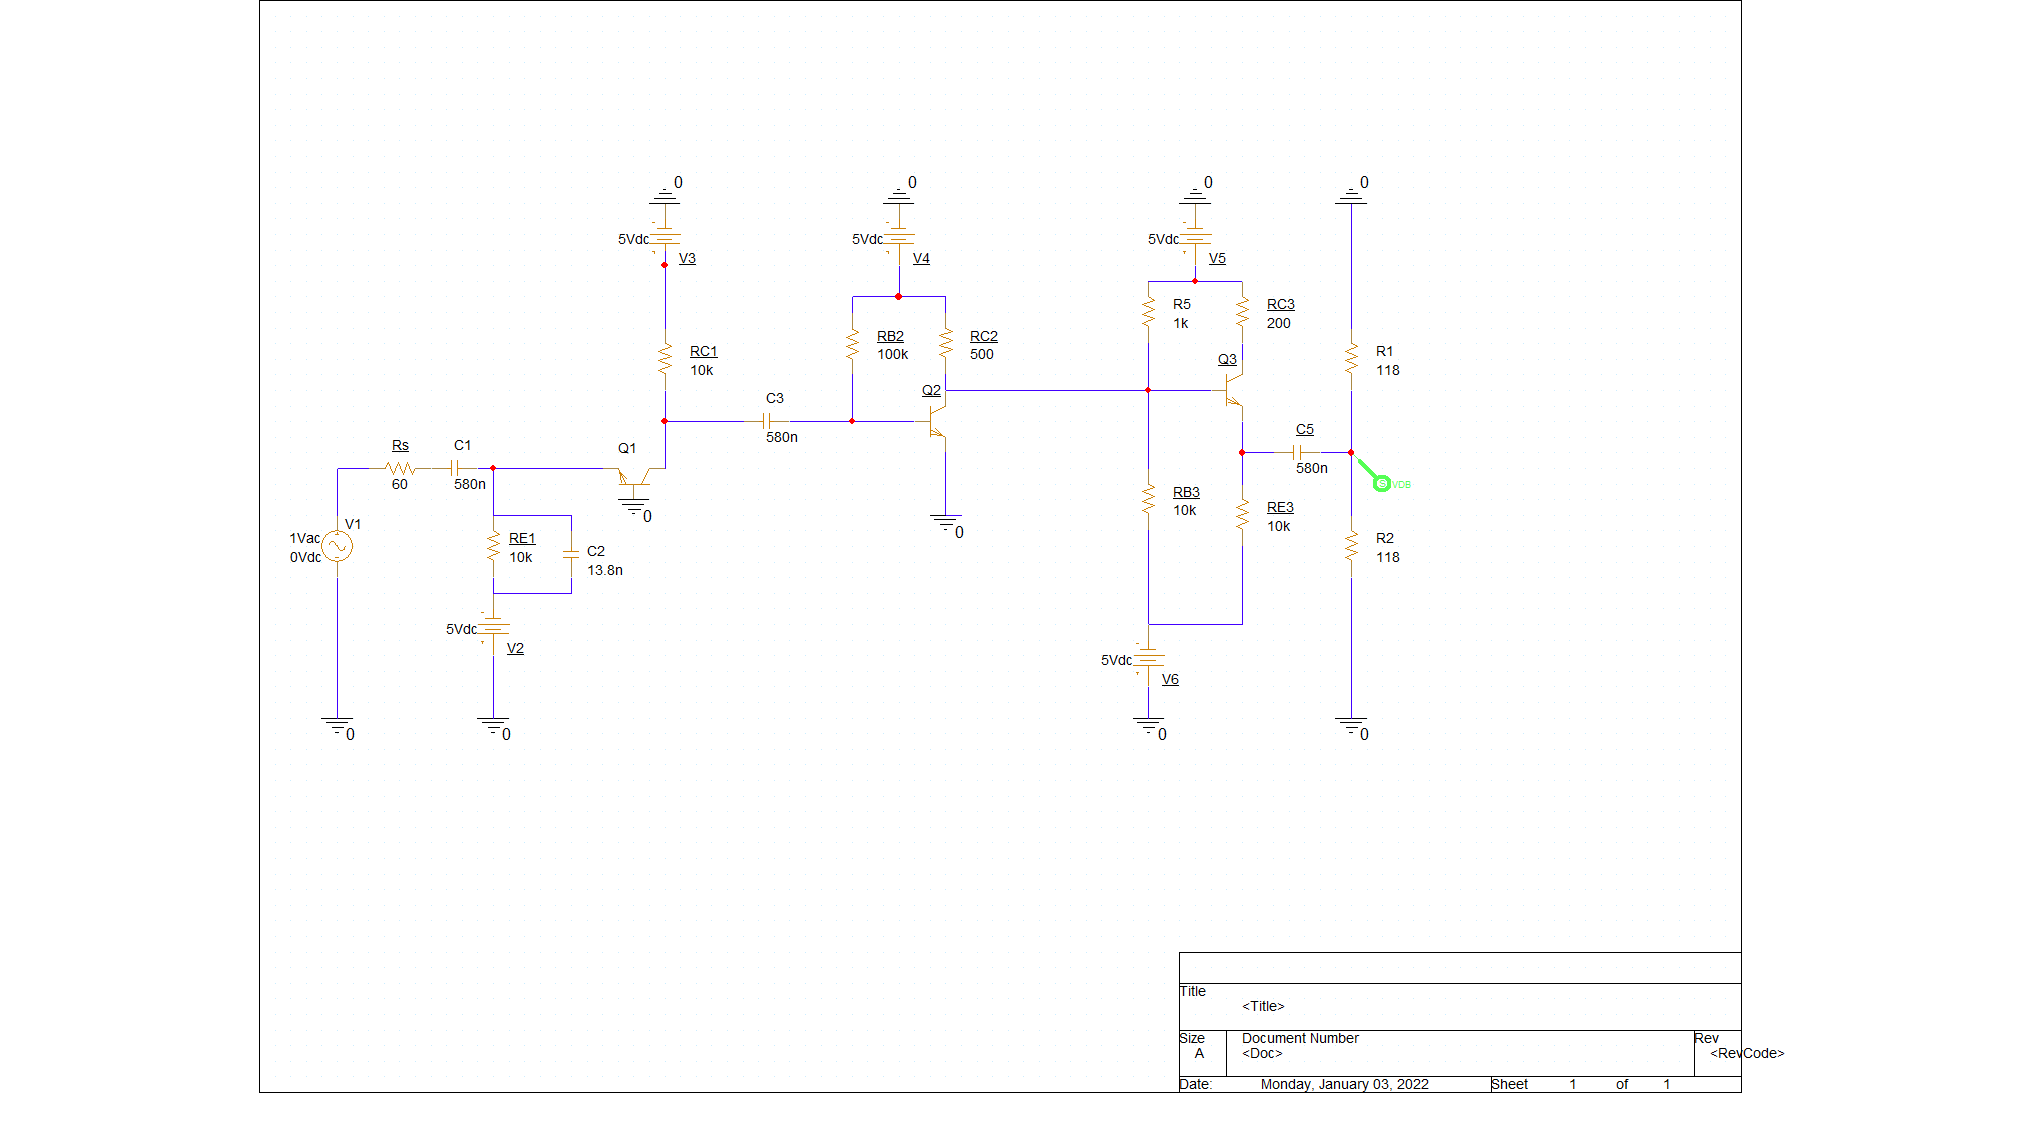 0
0
0
0
5Vdc
V3
5Vdc
V4
5Vdc
V5
R5
1k
RC3
200
RB2
100k
RC2
500
RC1
10k
Q3
R1
118
Q2
C3
580n
C5
580n
Rs
60
C1
580n
Q1
0
VDB
RB3
10k
RE3
10k
V1
1Vac
0Vdc
RE1
10k
C2
13.8n
0
R2
118
5Vdc
V2
5Vdc
V6
0
0
0
0
Title
<Title>
Size
A
Document Number
<Doc>
Rev
<RevCode>
Date:
Monday, January 03, 2022
Sheet 1 of 1